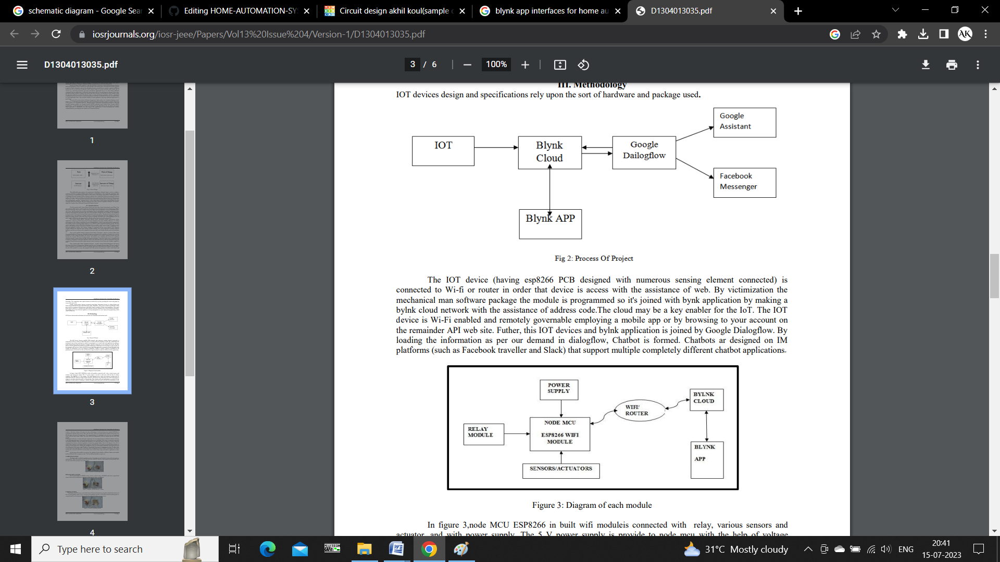 schematic diagram - Google Sear
Editing HOME-AUTOMATION-SYS
Circuit design akhil koul(sample c
blynk app interfaces for home au
D1304013035.pdf
iosrjournals.org/iosr-jeee/Papers/Vol13%20Issue%204/Version-1/D1304013035.pdf
AK
D1304013035.pdf
3 / 6
100%
1
2
3
4
III. Methodology
IOT devices design and specifications rely upon the sort of hardware and package used.
Google
Assistant
IOT
Blynk
Cloud
Google
Dailogflow
Facebook
Messenger
Blynk APP
Fig 2: Process Of Project
The IOT device (having esp8266 PCB designed with numerous sensing element connected) is
connected to Wi-fi or router in order that device is access with the assistance of web. By victimization the
mechanical man software package the module is programmed so it's joined with bynk application by making a
bylnk cloud network with the assistance of address code.The cloud may be a key enabler for the IoT. The IOT
device is Wi-Fi enabled and remotely governable employing a mobile app or by browsing to your account on
the remainder API web site. Futher, this IOT devices and bylnk application is joined by Google Dialogflow. By
loading the information as per our demand in dialogflow, Chatbot is formed. Chatbots ar designed on IM
platforms (such as Facebook traveller and Slack) that support multiple completely different chatbot applications.
POWER
SUPPLY
BYLNK
CLOUD
WIFI/
ROUTER
NODE MCU
ESP8266 WIFI
MODULE
RELAY
MODULE
BLYNK
APP
SENSORS/ACTUATORS
Figure 3: Diagram of each module
In figure 3,node MCU ESP8266 in built wifi moduleis connected with relay, various sensors and
actuator and with power supply. The 5 V power supply is provide to node mcu with the help of voltage
Type here to search
31°C Mostly cloudy
ENG
20:41
15-07-2023